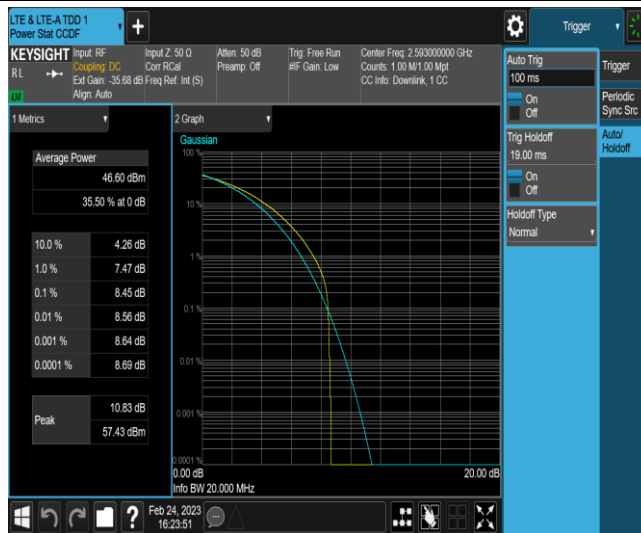 LTE & LTE-A TDD 1
Power Stat CCDF
Trigger
KEYSIGHT
RL
LV
Input: RF
Coupling: DC
Ext Gain: -35.68 dB
Align: Auto
Input Z: 50 Ω
Corr RCal
Freq Ref: Int (S)
Atten: 50 dB
Preamp: Off
Trig: Free Run
#IF Gain: Low
Center Freq: 2.593000000 GHz
Counts: 1.00 M/1.00 Mpt
CC Info: Downlink, 1 CC
1 Metrics
Average Power
46.60 dBm
35.50 % at 0 dB
10.0 % 4.26 dB
1.0 % 7.47 dB
0.1 % 8.45 dB
0.01 % 8.56 dB
0.001 % 8.64 dB
0.0001 % 8.69 dB
Peak
10.83 dB
57.43 dBm
2 Graph
Gaussian
100 %
10 %
1 %
0.1 %
0.01 %
0.001 %
0.0001 %
0.00 dB 20.00 dB
Info BW 20.000 MHz
Auto Trig
100 ms
On
Off
Trig Holdoff
19.00 ms
On
Off
Holdoff Type
Normal
Trigger
Periodic
Sync Src
Auto/
Holdoff
?
Feb 24, 2023
16:23:51